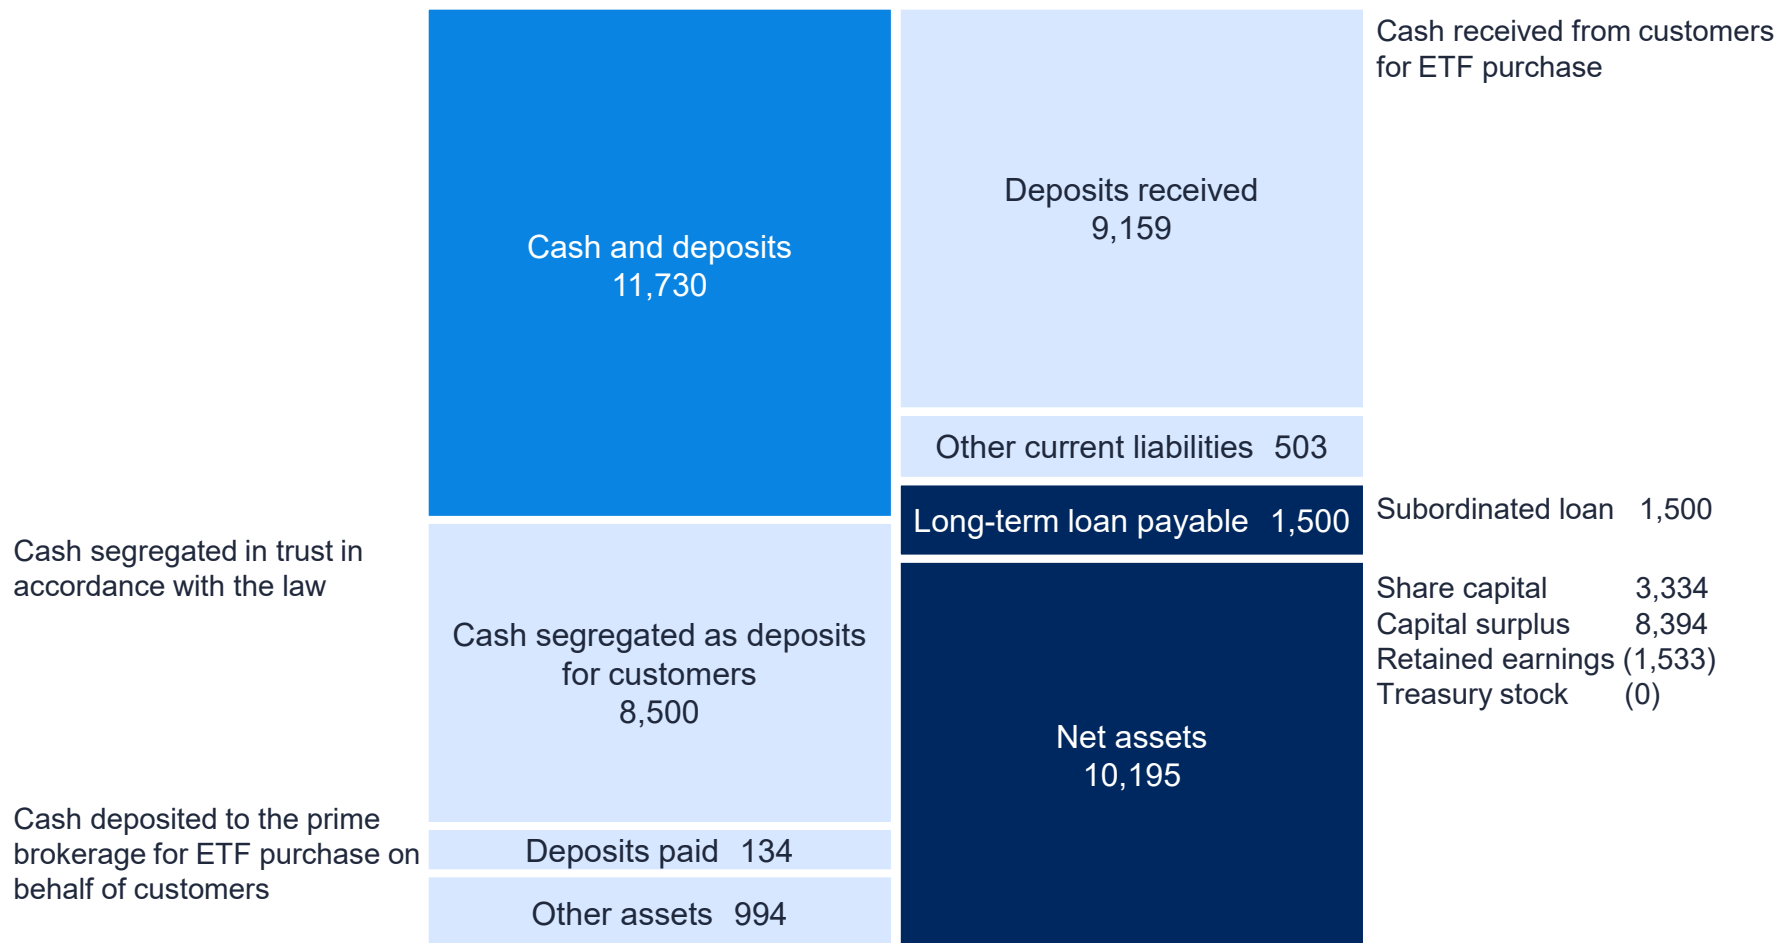 Cash and deposits
11,730
Cash segregated in trust in
accordance with the law
Cash segregated as deposits
for customers
8,500
Cash deposited to the prime
brokerage for ETF purchase on
behalf of customers
Deposits paid 134
Other assets 994
Cash received from customers
for ETF purchase
Deposits received
9,159
Other current liabilities 503
Long-term loan payable 1,500
Subordinated loan 1,500
Net assets
10,195
Share capital 3,334
Capital surplus 8,394
Retained earnings (1,533)
Treasury stock (0)